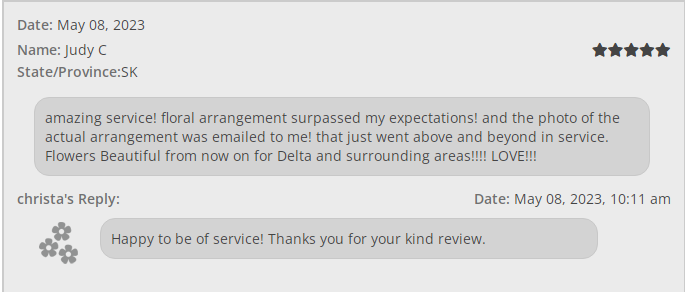 Date: May 08, 2023
Name: Judy C
State/Province:SK
amazing service! floral arrangement surpassed my expectations! and the photo of the
actual arrangement was emailed to me! that just went above and beyond in service.
Flowers Beautiful from now on for Delta and surrounding areas!!!! LOVE!!!
christa's Reply: Date: May 08, 2023, 10:11 am
Happy to be of service! Thanks you for your kind review.